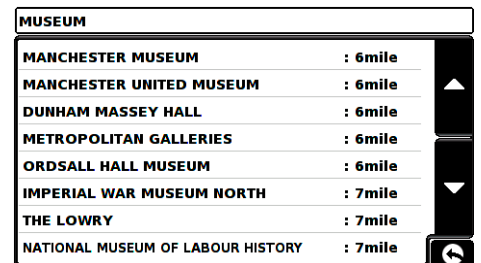 MUSEUM
MANCHESTER MUSEUM : 6mile
MANCHESTER UNITED MUSEUM : 6mile
DUNHAM MASSEY HALL : 6mile
METROPOLITAN GALLERIES : 6mile
ORDSALL HALL MUSEUM : 6mile
IMPERIAL WAR MUSEUM NORTH : 7mile
THE LOWRY : 7mile
NATIONAL MUSEUM OF LABOUR HISTORY : 7mile